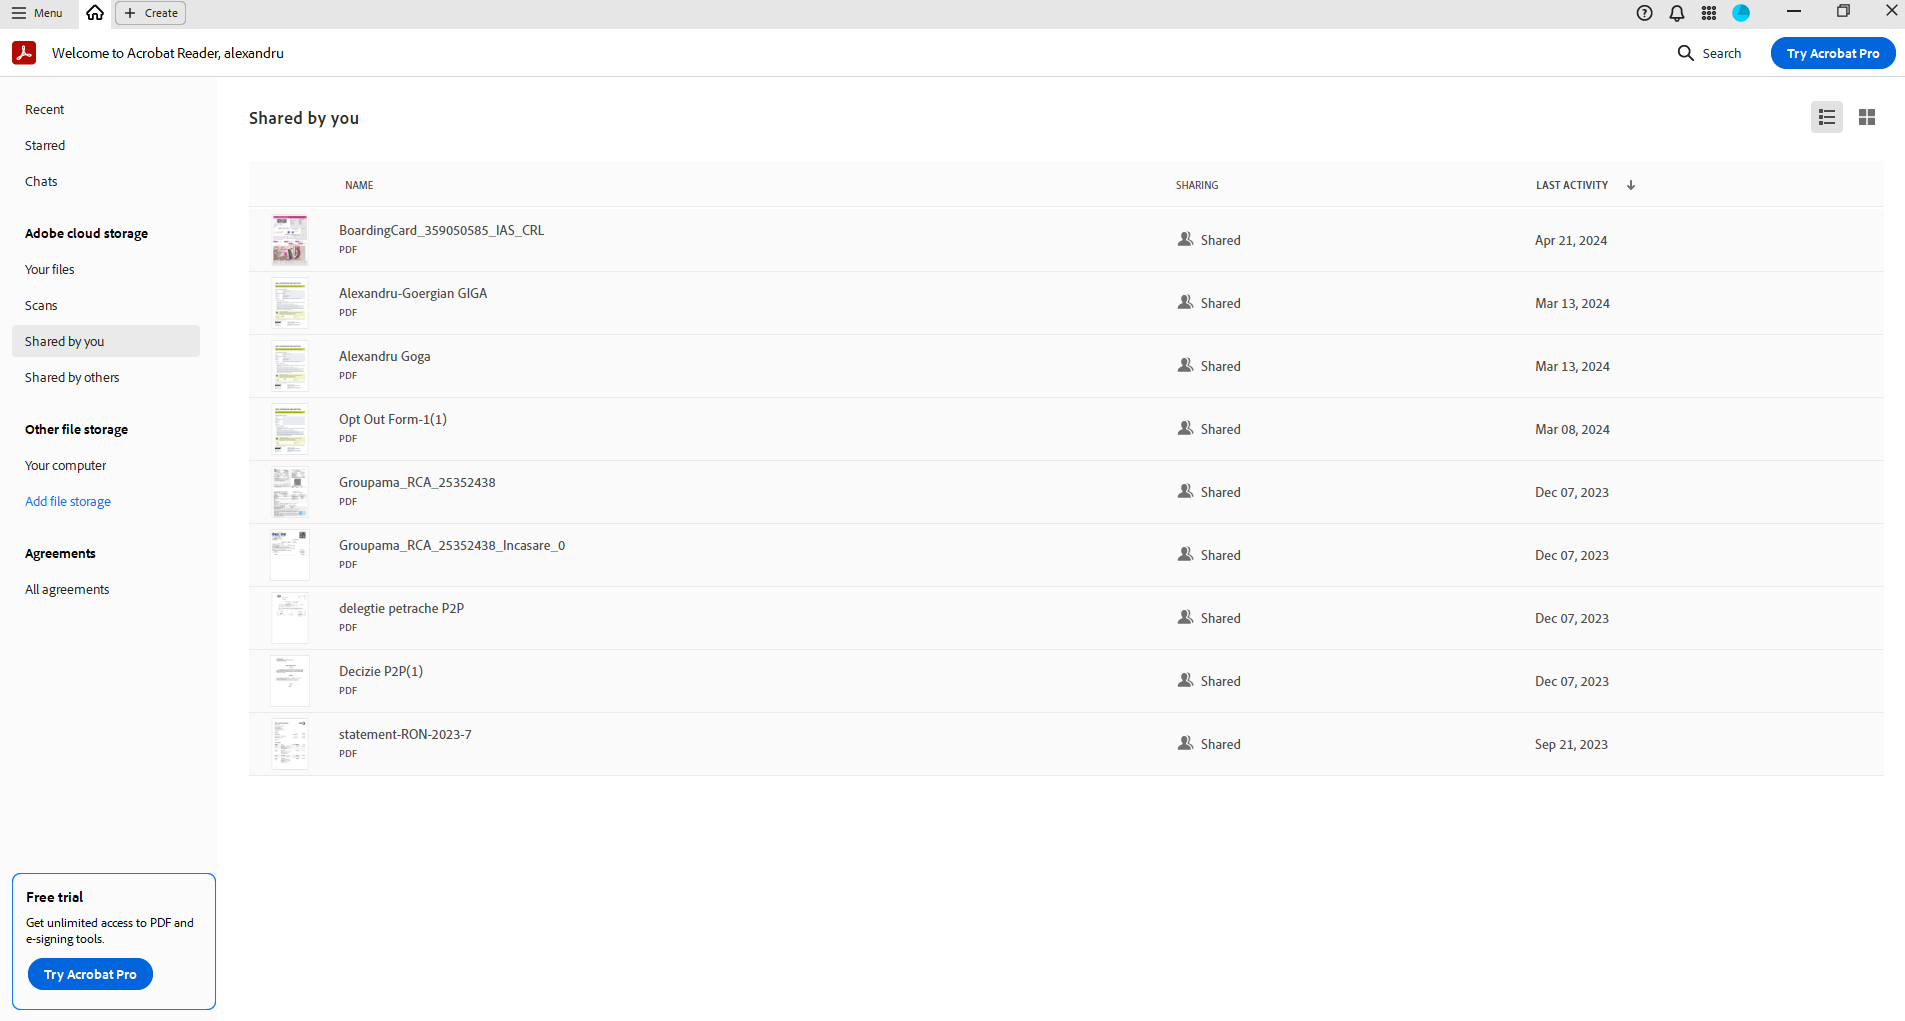 Menu
Create
Welcome to Acrobat Reader, alexandru
Search
Try Acrobat Pro
Recent
Starred
Chats
Adobe cloud storage
Your files
Scans
Shared by you
Shared by others
Other file storage
Your computer
Add file storage
Agreements
All agreements
Free trial
Get unlimited access to PDF and
e-signing tools.
Try Acrobat Pro
Shared by you
NAME SHARING LAST ACTIVITY
BoardingCard_359050585_IAS_CRL
PDF
Shared
Apr 21, 2024
Alexandru-Goergian GIGA
PDF
Shared
Mar 13, 2024
Alexandru Goga
PDF
Shared
Mar 13, 2024
Opt Out Form-1(1)
PDF
Shared
Mar 08, 2024
Groupama_RCA_25352438
PDF
Shared
Dec 07, 2023
Groupama_RCA_25352438_Incasare_0
PDF
Shared
Dec 07, 2023
delegtie petrache P2P
PDF
Shared
Dec 07, 2023
Decizie P2P(1)
PDF
Shared
Dec 07, 2023
statement-RON-2023-7
PDF
Shared
Sep 21, 2023